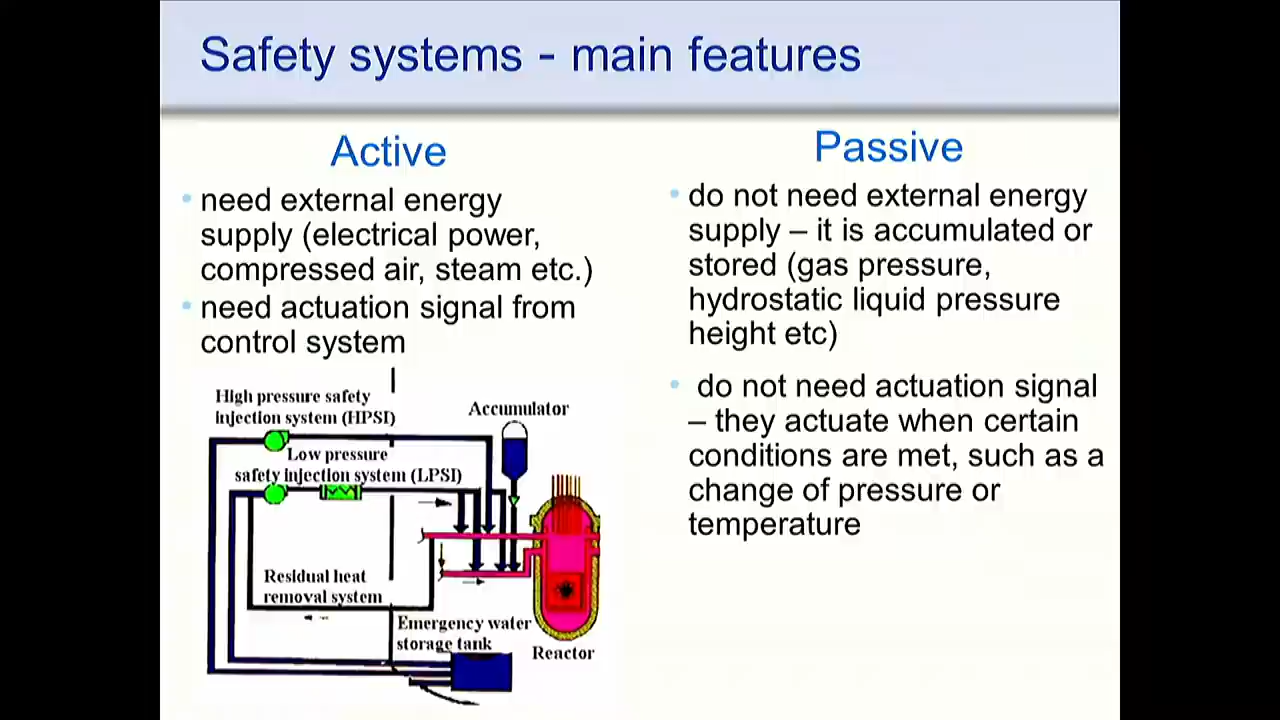 Safety systems - main features
Active
• need external energy
supply (electrical power,
compressed air, steam etc.)
• need actuation signal from
control system
High pressure safety
injection system (HPSI)
Low pressure
safety injection system (LPSI)
Accumulator
Residual heat
removal system
Emergency water
storage tank
Reactor
Passive
• do not need external energy
supply – it is accumulated or
stored (gas pressure,
hydrostatic liquid pressure
height etc)
• do not need actuation signal
– they actuate when certain
conditions are met, such as a
change of pressure or
temperature